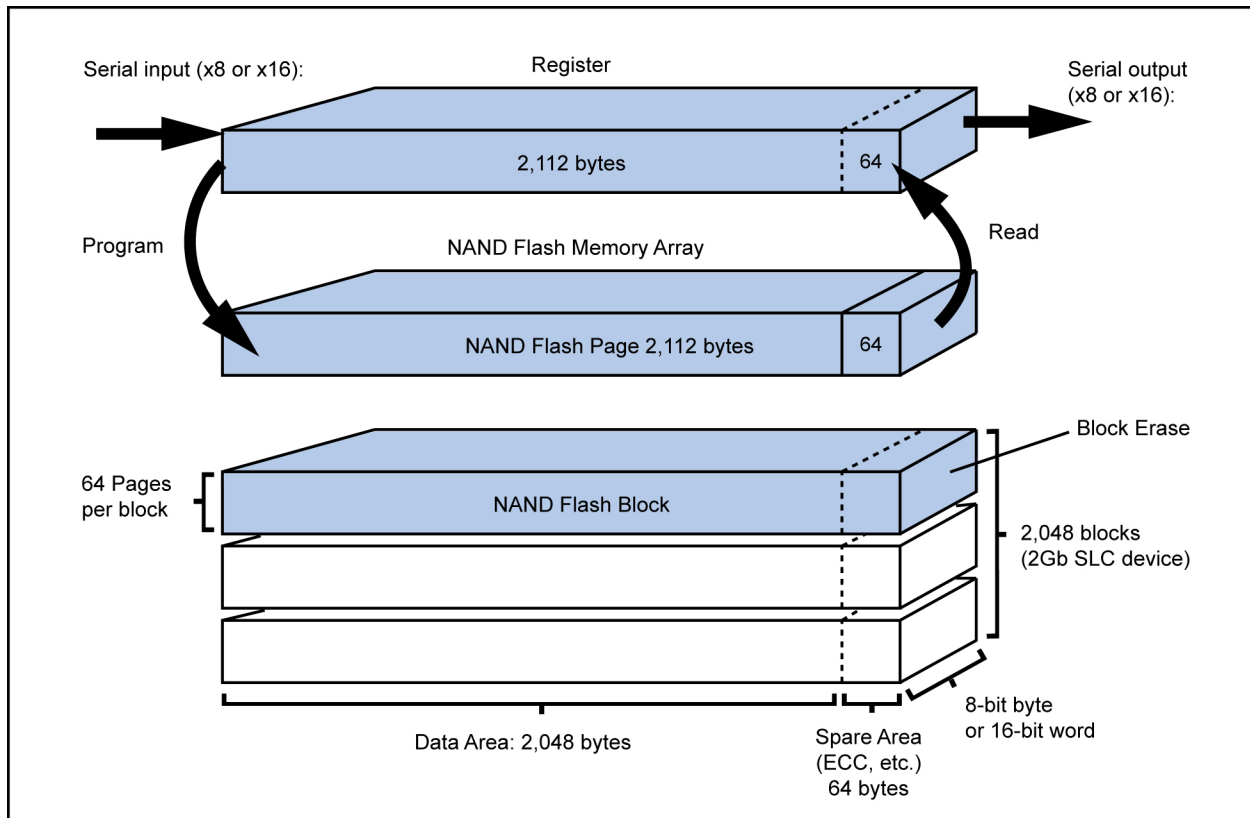 Serial input (x8 or x16):
Register
Serial output
(x8 or x16):
2,112 bytes
64
Program
NAND Flash Memory Array
Read
NAND Flash Page 2,112 bytes
64
Block Erase
64 Pages
per block
NAND Flash Block
2,048 blocks
(2Gb SLC device)
8-bit byte
or 16-bit word
Data Area: 2,048 bytes
Spare Area
(ECC, etc.)
64 bytes